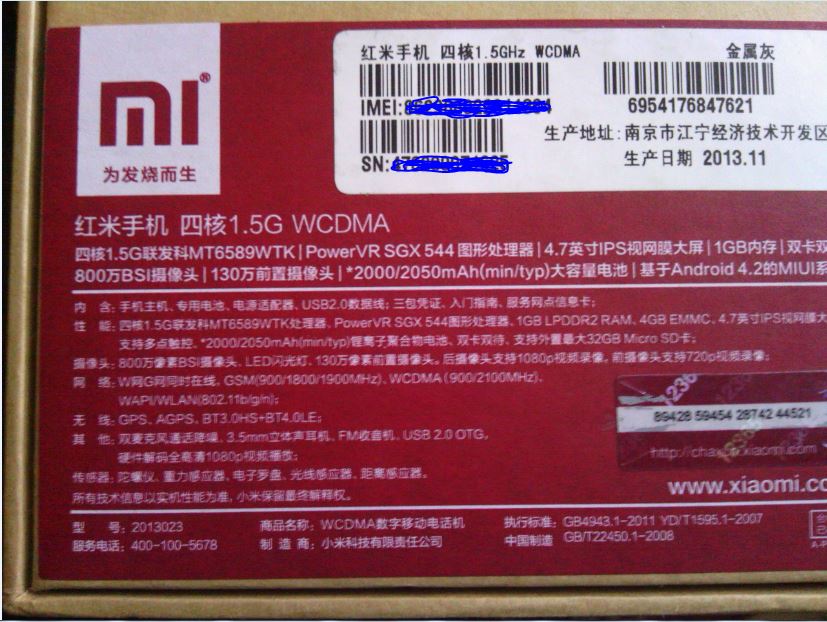 mi®
为发烧而生
红米手机 四核1.5GHz WCDMA 金属灰
IMEI:
6954176847621
生产地址:南京市江宁经济技术开发区
SN:
生产日期 2013.11
红米手机 四核1.5G WCDMA
四核1.5G联发科MT6589WTK|PowerVR SGX 544 图形处理器|4.7英寸IPS视网膜大屏|1GB内存|双卡双
800万BSI摄像头|130万前置摄像头|*2000/2050mAh(min/typ)大容量电池|基于Android 4.2的MIUI系
内 含: 手机主机、专用电池、电源适配器、USB2.0数据线; 三包凭证、入门指南、服务网点信息卡;
性 能: 四核1.5G联发科MT6589WTK处理器、PowerVR SGX 544图形处理器、1GB LPDDR2 RAM、4GB EMMC、4.7英寸IPS视网膜大
支持多点触控、*2000/2050mAh(min/typ)锂离子聚合物电池、双卡双待、支持外置最大32GB Micro SD卡;
摄像头: 800万像素BSI摄像头、LED闪光灯、130万像素前置摄像头。后摄像头支持1080p视频录像，前摄像头支持720p视频录像;
网 络: W网G网同时在线、GSM(900/1800/1900MHz)、WCDMA (900/2100MHz)、
WAPI/WLAN(802.11b/g/n);
无 线: GPS、AGPS、BT3.0HS+BT4.0LE;
其 他: 双麦克风通话降噪、3.5mm立体声耳机、FM收音机、USB 2.0 OTG、
硬件解码全高清1080p视频播放;
传感器: 陀螺仪、重力感应器、电子罗盘、光线感应器、距离感应器。
所有技术信息以实机性能为准，小米保留最终解释权。
89428 59454 28742 44521
www.xiaomi.co
型 号: 2013023 商品名称: WCDMA数字移动电话机 执行标准: GB4943.1-2011 YD/T1595.1-2007
服务电话: 400-100-5678 制 造 商: 小米科技有限责任公司 中国制造 GB/T22450.1-2008